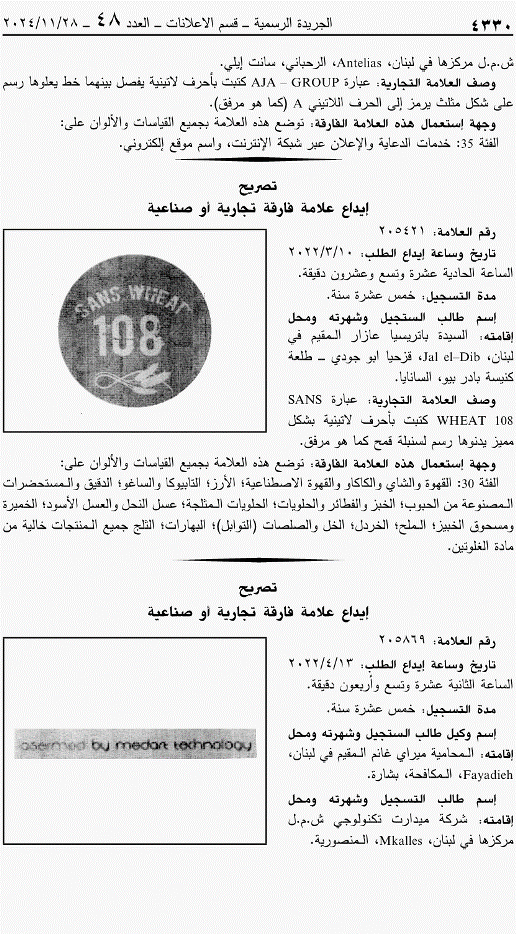 ٤٣٣٠ الجريدة الرسمية ــ قسم الاعلانات ــ العدد ٤٨ ــ ٢٠٢٤/١١/٢٨
ش.م.ل مركزها في لبنان، Antelias، الرحباني، سانت إيلي.
وصف العلامة التجارية: عبارة AJA – GROUP كتبت بأحرف لاتينية يفصل بينهما خط يعلوها رسم
على شكل مثلث يرمز إلى الحرف اللاتيني A (كما هو مرفق).
وجهة إستعمال هذه العلامة الفارقة: توضع هذه العلامة بجميع القياسات والألوان على:
الفئة 35: خدمات الدعاية والإعلان عبر شبكة الإنترنت، واسم موقع إلكتروني.
تصريح
إيداع علامة فارقة تجارية أو صناعية
رقم العلامة: ٢٠٥٤٢١
تاريخ وساعة إيداع الطلب: ٢٠٢٢/٣/١٠
الساعة الحادية عشرة وتسع وعشرون دقيقة.
مدة التسجيل: خمس عشرة سنة.
إسم طالب الستجيل وشهرته ومحل
إقامته: السيدة باتريسيا عازار المقيم في
لبنان، Jal el–Dib، قزحيا ابو جودي ــ طلعة
كنيسة بادر بيو، السانايا.
وصف العلامة التجارية: عبارة SANS
WHEAT 108 كتبت بأحرف لاتينية بشكل
مميز يدنوها رسم لسنبلة قمح كما هو مرفق.
SANS WHEAT
108
وجهة إستعمال هذه العلامة الفارقة: توضع هذه العلامة بجميع القياسات والألوان على:
الفئة 30: القهوة والشاي والكاكاو والقهوة الاصطناعية؛ الأرز؛ التابيوكا والساغو؛ الدقيق والمستحضرات
المصنوعة من الحبوب؛ الخبز والفطائر والحلويات؛ الحلويات المثلجة؛ عسل النحل والعسل الأسود؛ الخميرة
ومسحوق الخبيز؛ الملح؛ الخردل؛ الخل والصلصات (التوابل)؛ البهارات؛ الثلج جميع المنتجات خالية من
مادة الغلوتين.
تصريح
إيداع علامة فارقة تجارية أو صناعية
رقم العلامة: ٢٠٥٨٦٩
تاريخ وساعة إيداع الطلب: ٢٠٢٢/٤/١٣
الساعة الثانية عشرة وتسع وأربعون دقيقة.
مدة التسجيل: خمس عشرة سنة.
إسم وكيل طالب الستجيل وشهرته ومحل
إقامته: المحامية ميراي غانم المقيم في لبنان،
Fayadieh، المكافحة، بشارة.
إسم طالب التسجيل وشهرته ومحل
إقامته: شركة ميدارت تكنولوجي ش.م.ل
مركزها في لبنان، Mkalles، المنصورية.
asermed by medart technology